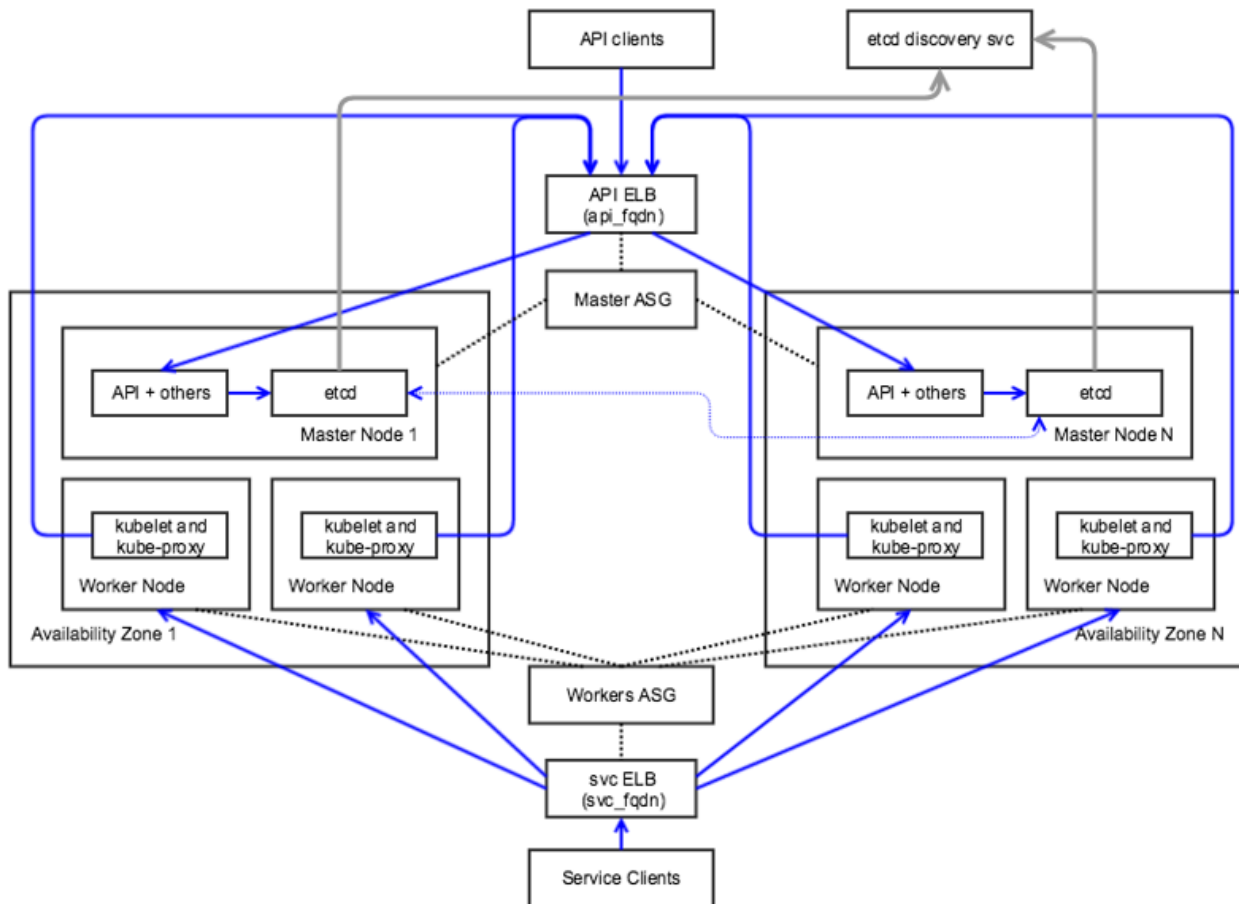 API clients
etcd discovery svc
API ELB
(api_fqdn)
Master ASG
API + others
etcd
Master Node 1
API + others
etcd
Master Node N
kubelet and
kube-proxy
Worker Node
kubelet and
kube-proxy
Worker Node
Availability Zone 1
kubelet and
kube-proxy
Worker Node
kubelet and
kube-proxy
Worker Node
Availability Zone N
Workers ASG
svc ELB
(svc_fqdn)
Service Clients